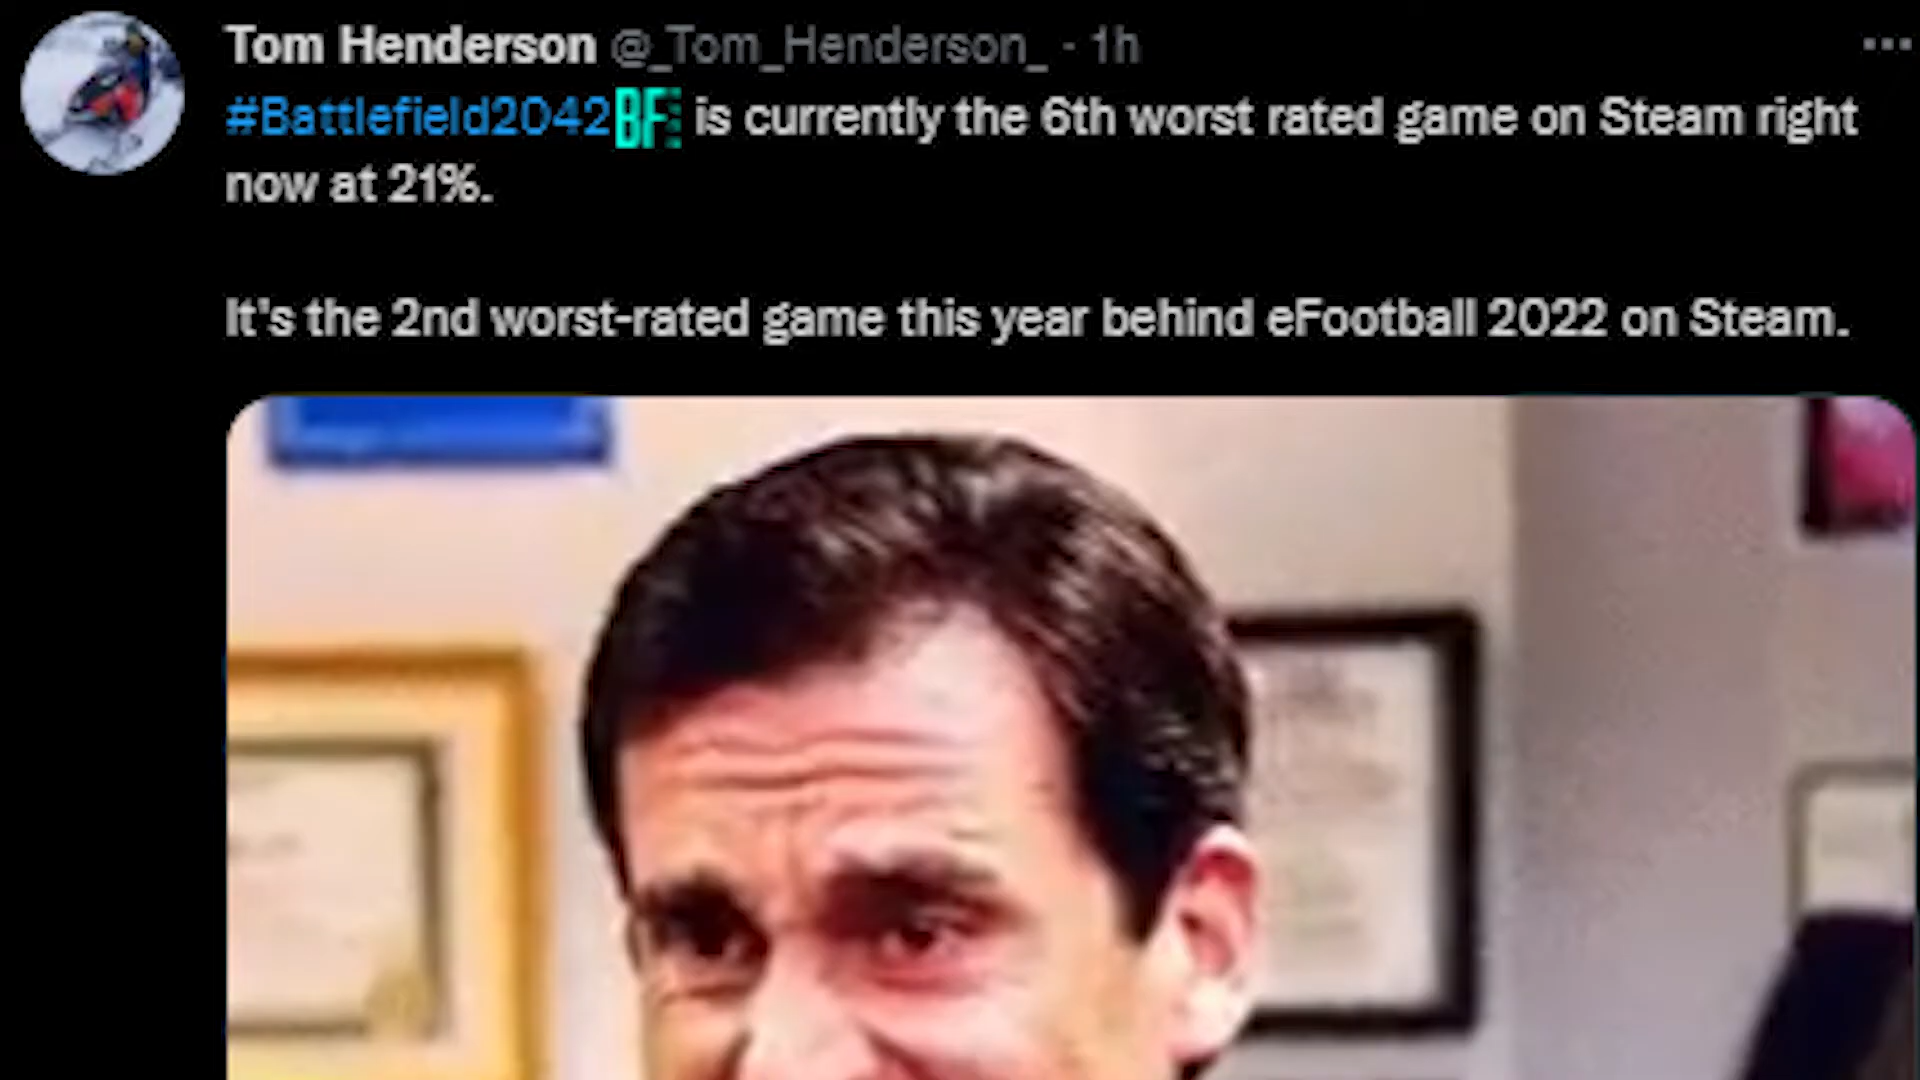 Tom Henderson @_Tom_Henderson_ · 1h
#Battlefield2042 BF is currently the 6th worst rated game on Steam right
now at 21%.
It's the 2nd worst-rated game this year behind eFootball 2022 on Steam.